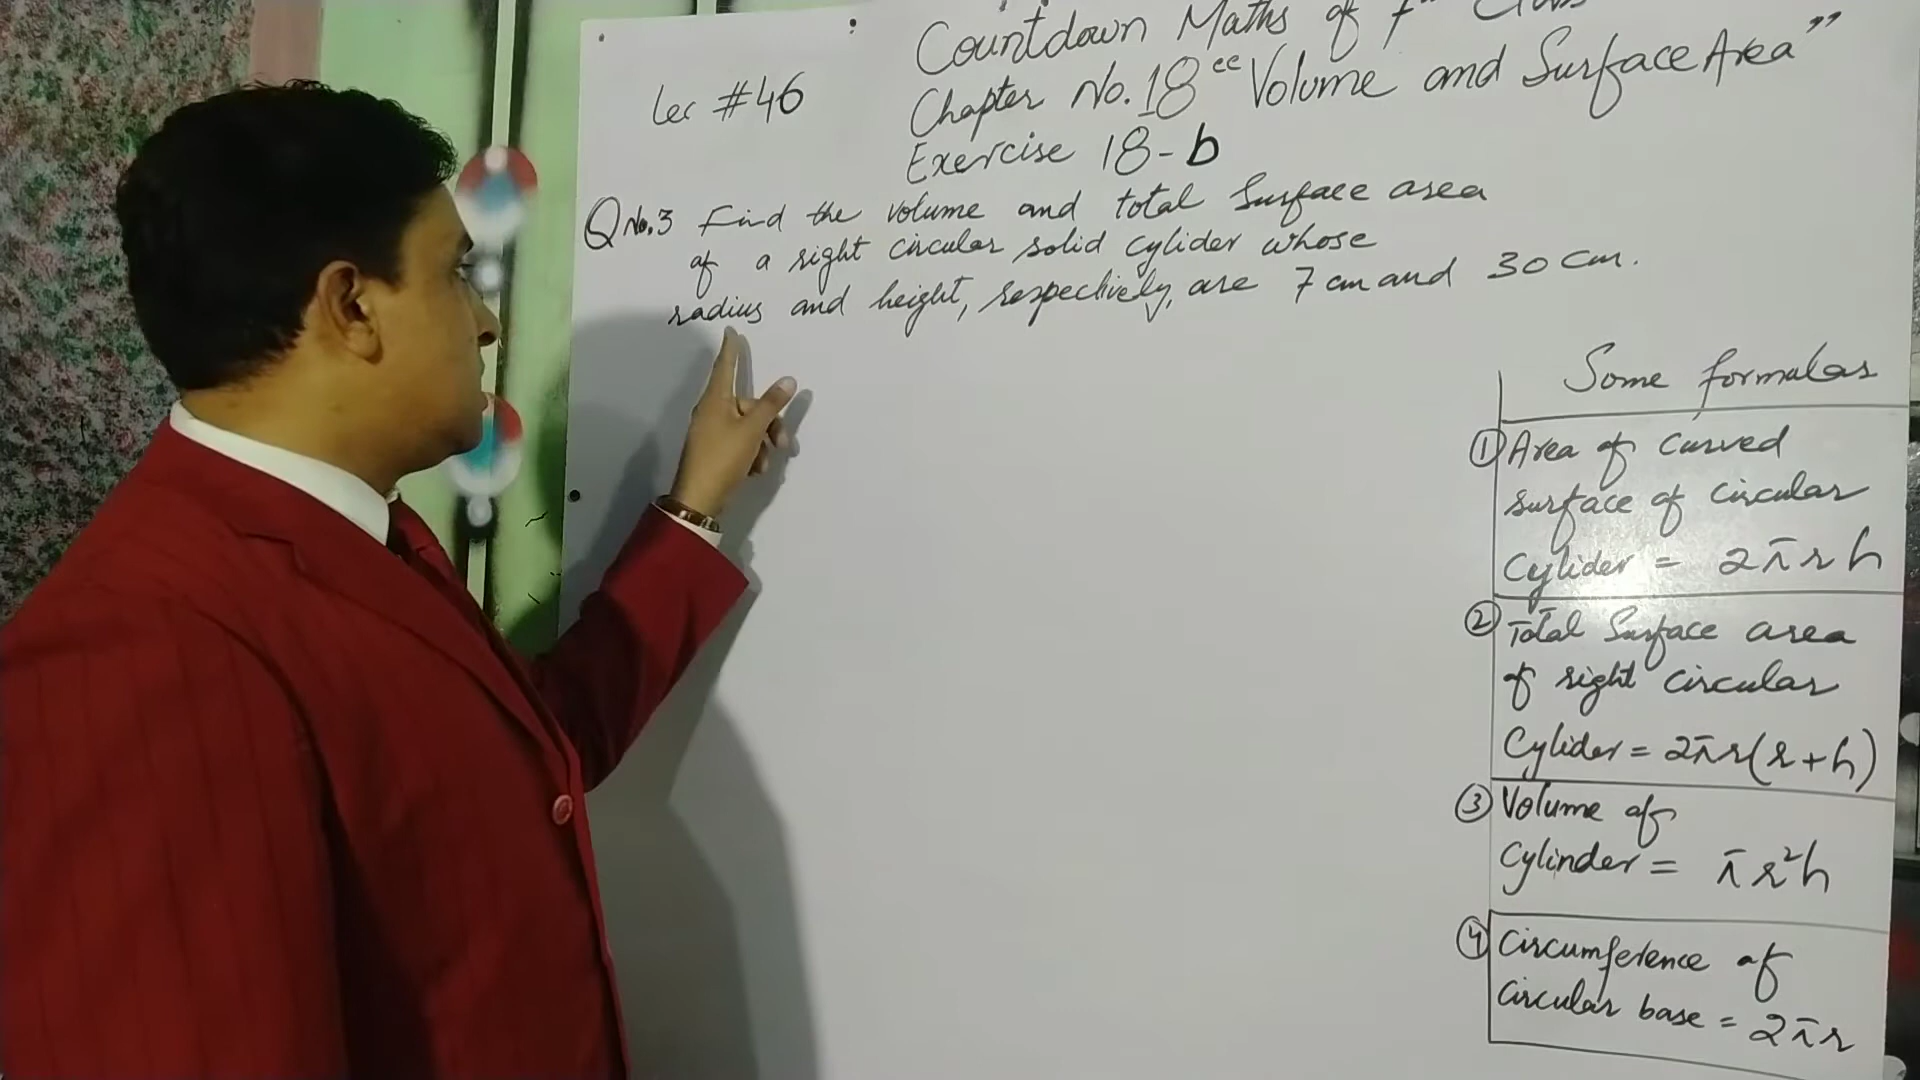 Countdown Maths of 7th Class
Lec #46
Chapter No.18 "Volume and Surface Area"
Exercise 18-b
Q No.3 Find the volume and total Surface area
of a right circular solid Cylider whose
radius and height, respectively, are 7 cm and 30 cm.
Some formulas
① Area of curved
surface of circular
Cylider = 2πrh
② Total Surface area
of right circular
Cylider = 2πr(r+h)
③ Volume of
Cylinder = πr²h
④ Circumference of
Circular base = 2πr